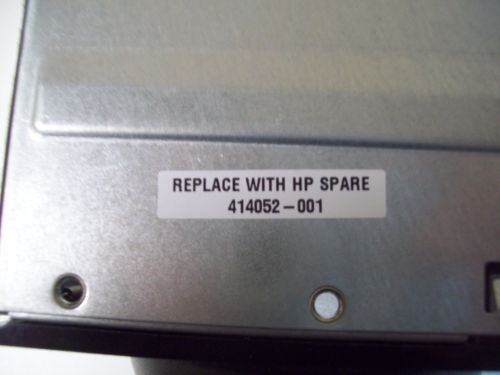 REPLACE WITH HP SPARE
414052-001